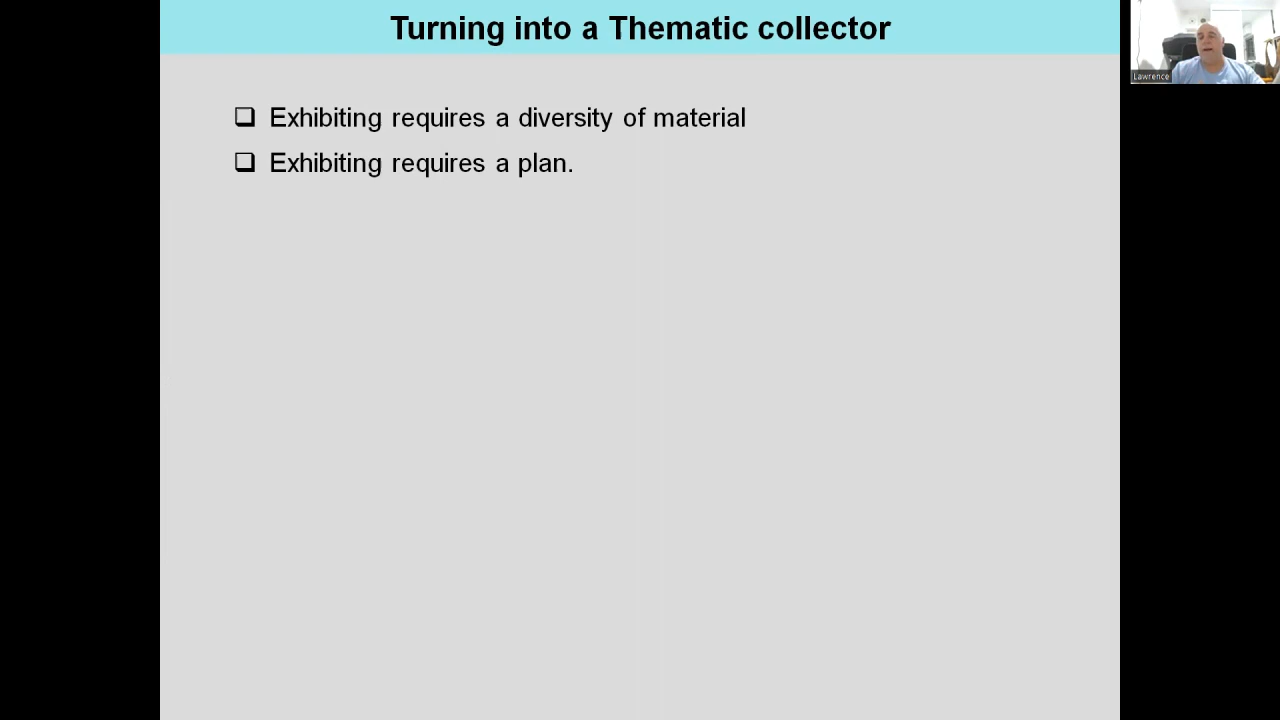 Turning into a Thematic collector
Lawrence
Exhibiting requires a diversity of material
Exhibiting requires a plan.